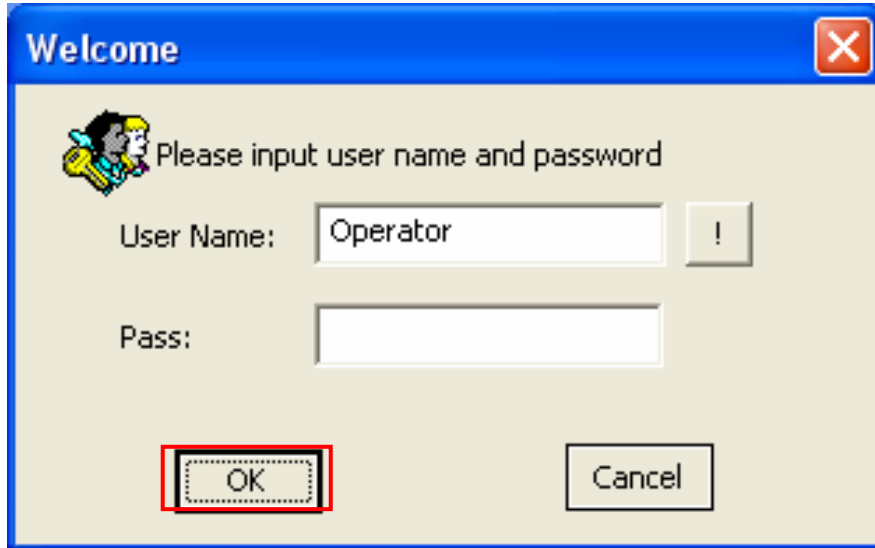 Welcome
Please input user name and password
User Name: Operator !
Pass:
OK Cancel